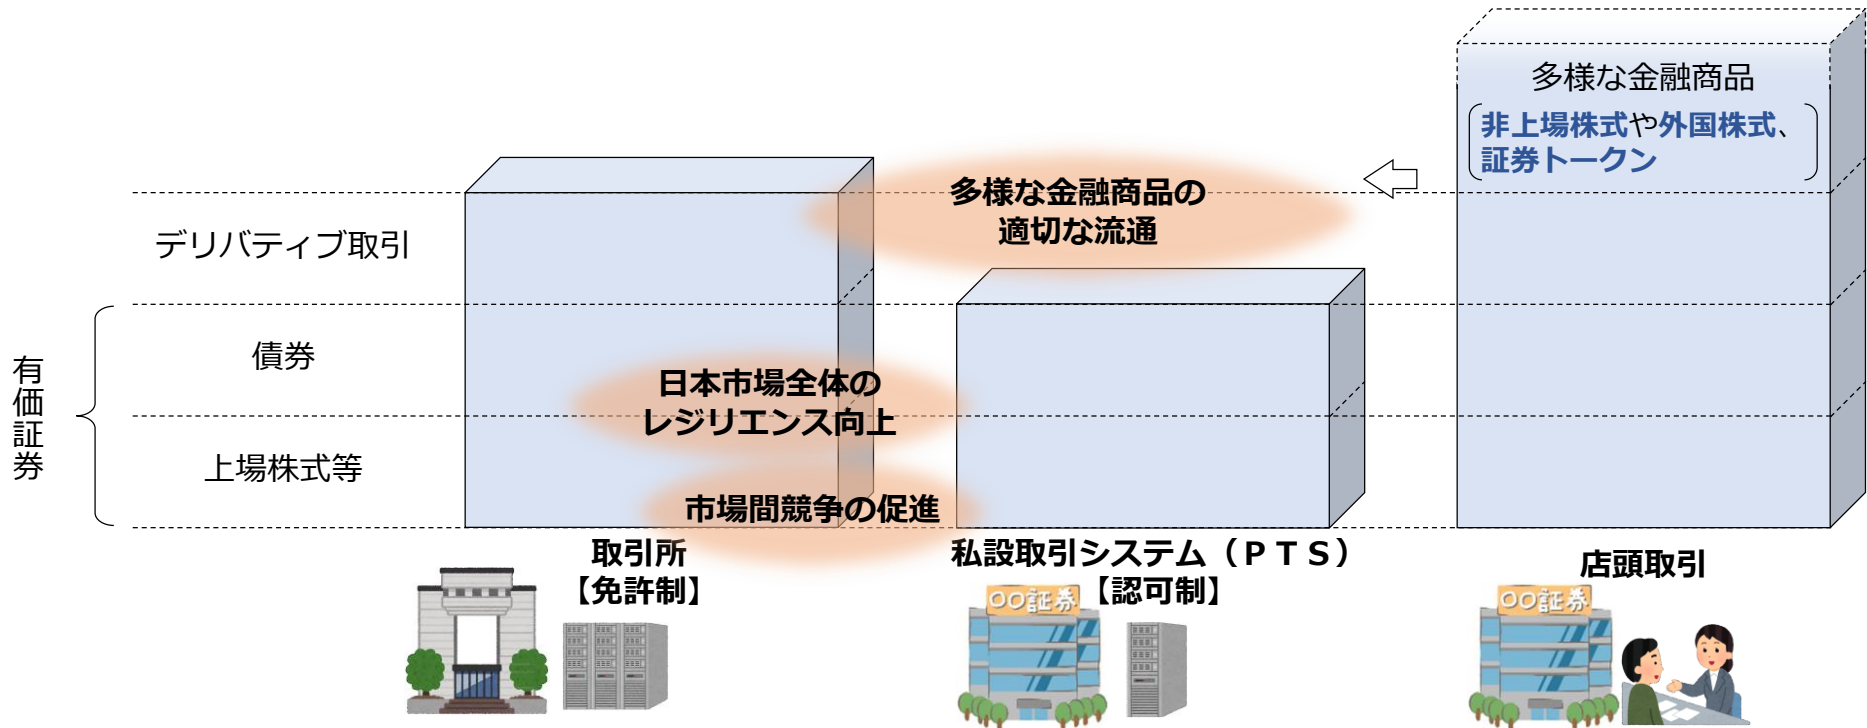 多様な金融商品
非上場株式や外国株式、
証券トークン
多様な金融商品の
適切な流通
デリバティブ取引
債券
上場株式等
有価証券
日本市場全体の
レジリエンス向上
市場間競争の促進
取引所
【免許制】
私設取引システム（ＰＴＳ）
【認可制】
店頭取引
〇〇証券
〇〇証券